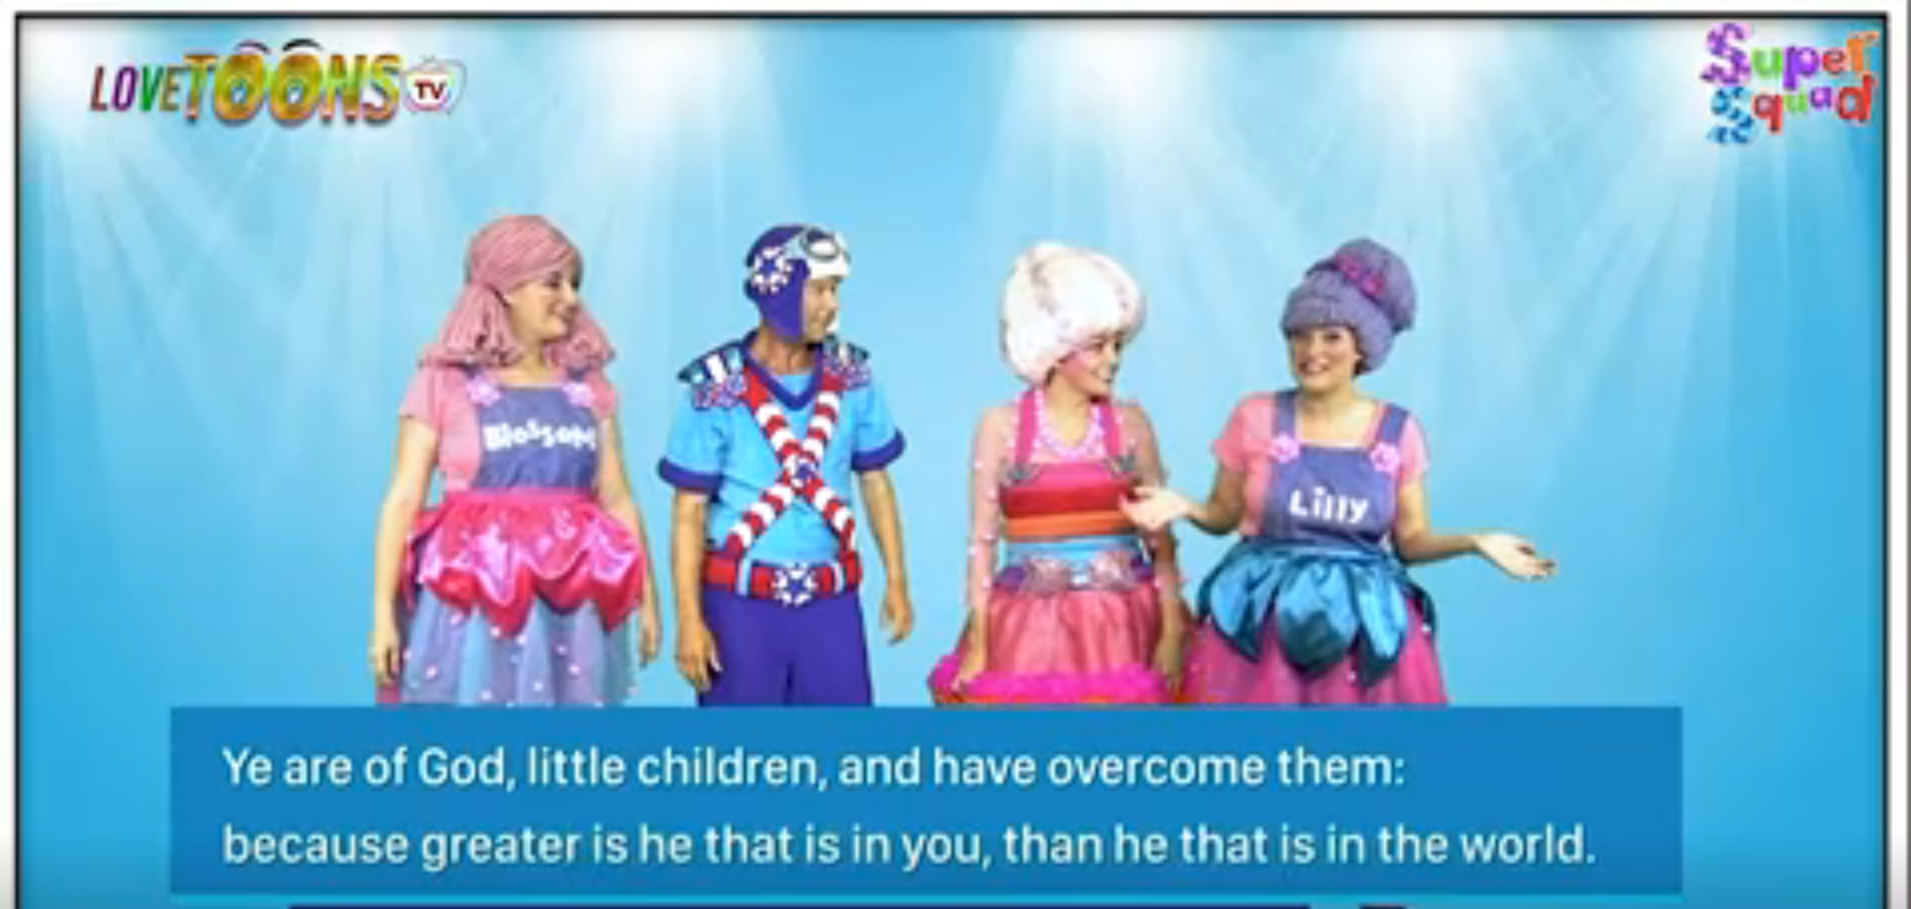 LOVETOONS TV
Super
Squad
Blossom
Lilly
Ye are of God, little children, and have overcome them:
because greater is he that is in you, than he that is in the world.